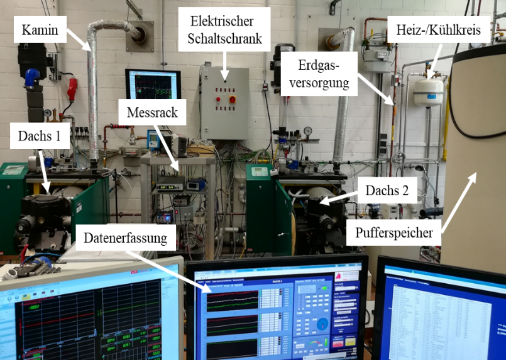 Kamin
Elektrischer
Schaltschrank
Heiz-/Kühlkreis
Erdgas-
versorgung
Messrack
Dachs 1
Dachs 2
Pufferspeicher
Datenerfassung